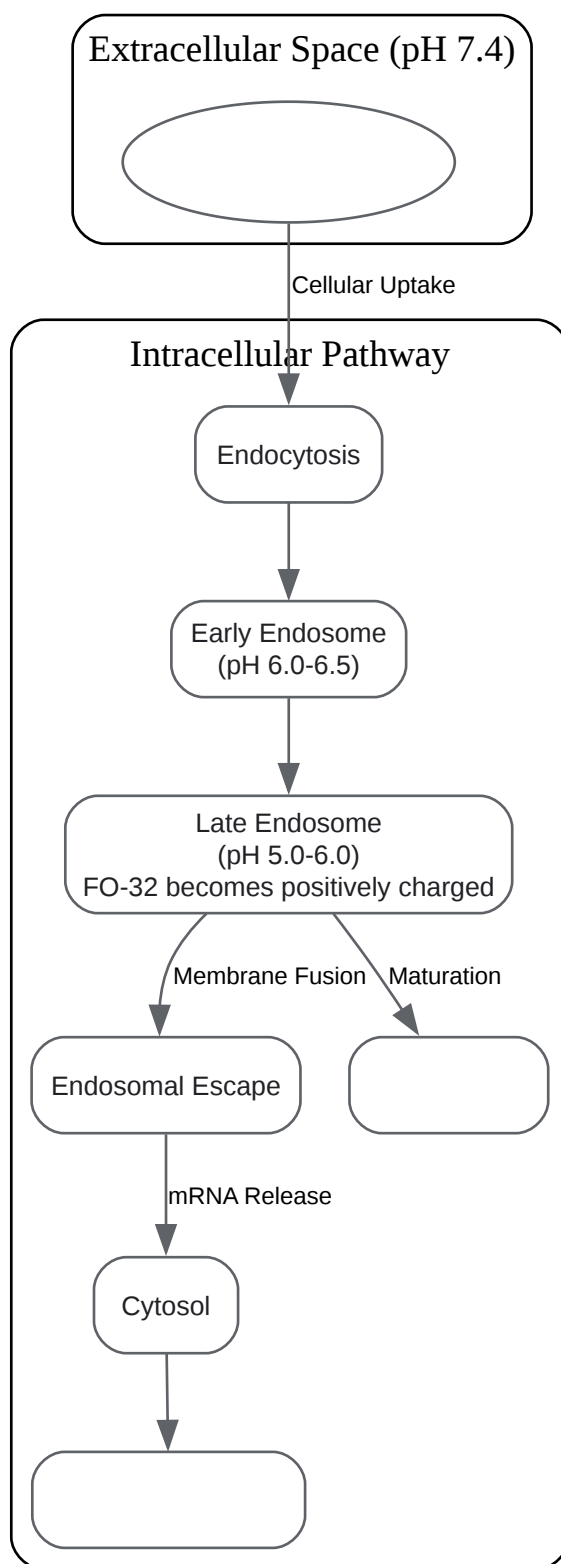 Extracellular Space (pH 7.4)
Cellular Uptake
Intracellular Pathway
Endocytosis
Early Endosome
(pH 6.0-6.5)
Late Endosome
(pH 5.0-6.0)
FO-32 becomes positively charged
Membrane Fusion
Maturation
Endosomal Escape
mRNA Release
Cytosol